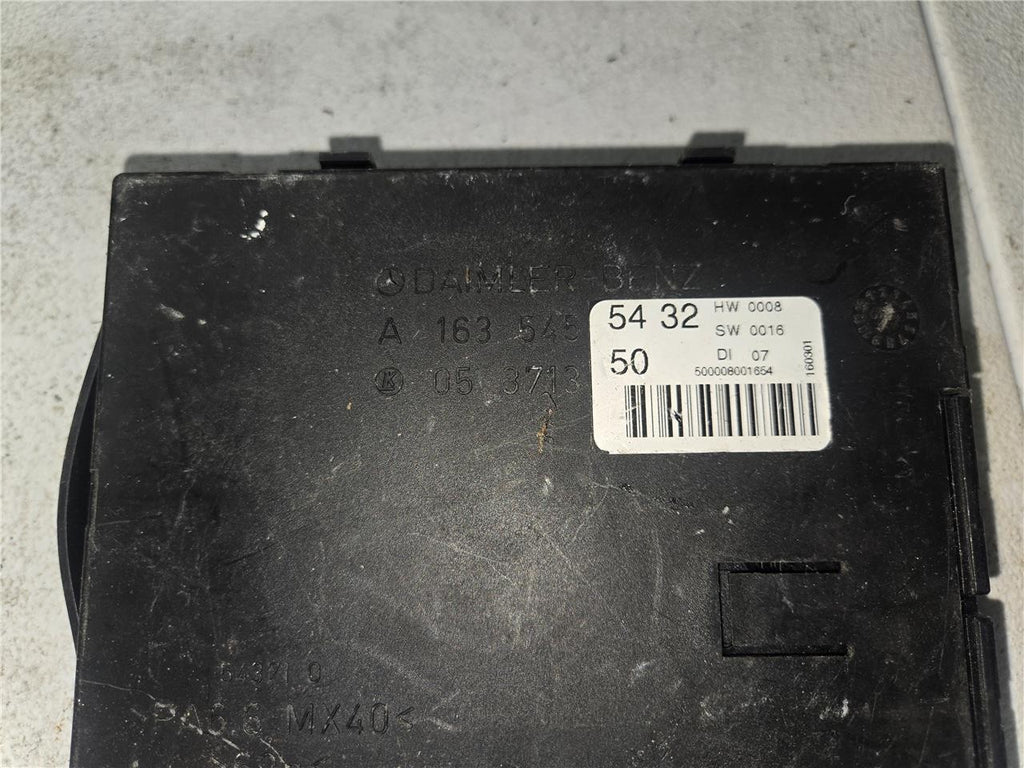 DAIMLER-BENZ
A 163 545 54 32
05 3713 50
HW 0008
SW 0016
DI 07
500008001654
160301
>PA6.6-MX40<